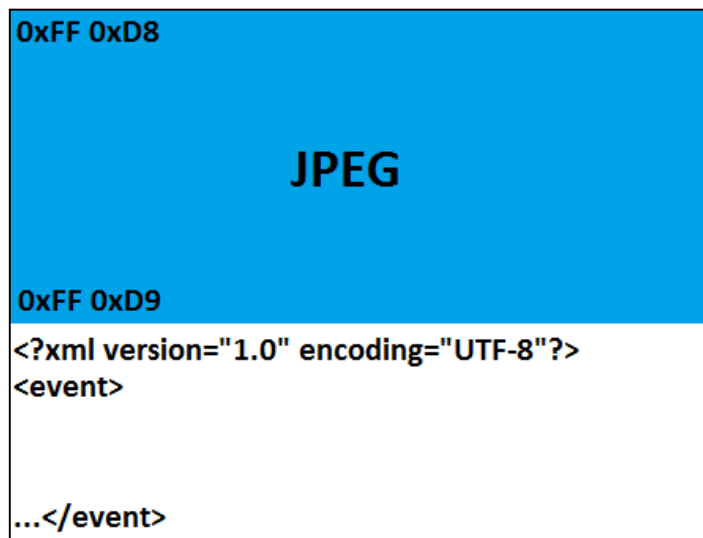 0xFF 0xD8
JPEG
0xFF 0xD9
<?xml version="1.0" encoding="UTF-8"?>
<event>
...</event>